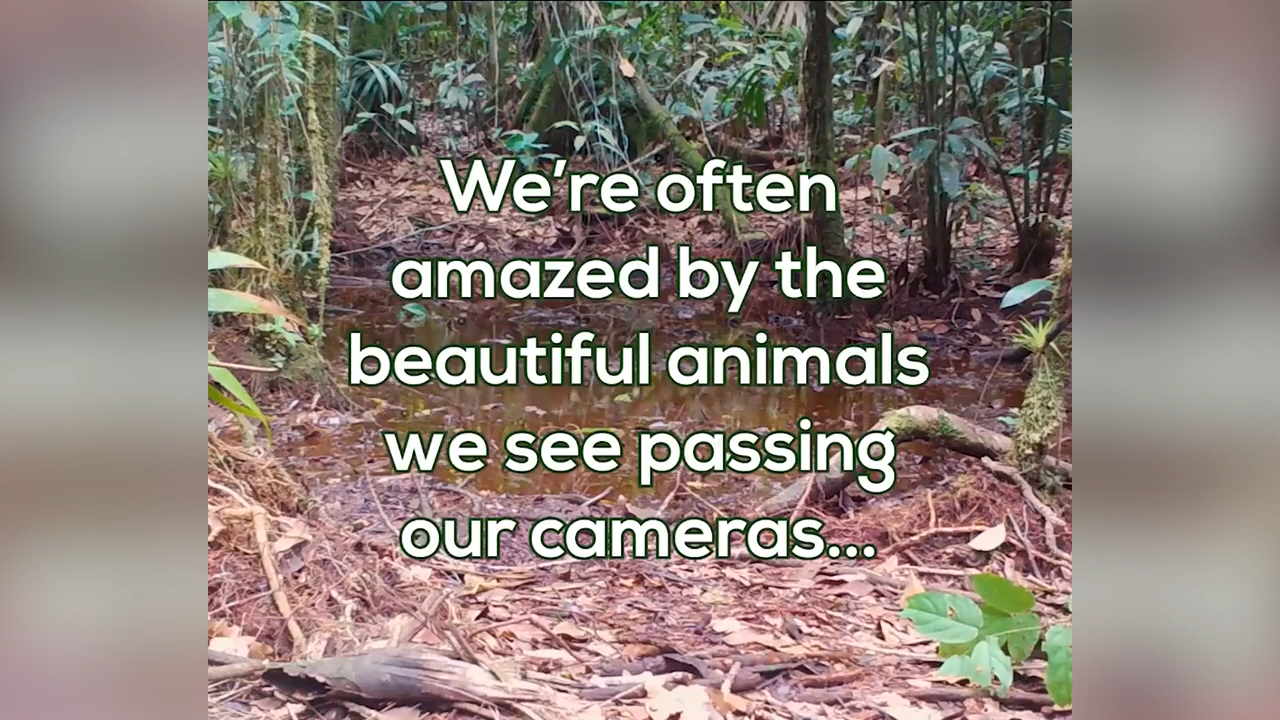 We’re often
amazed by the
beautiful animals
we see passing
our cameras...